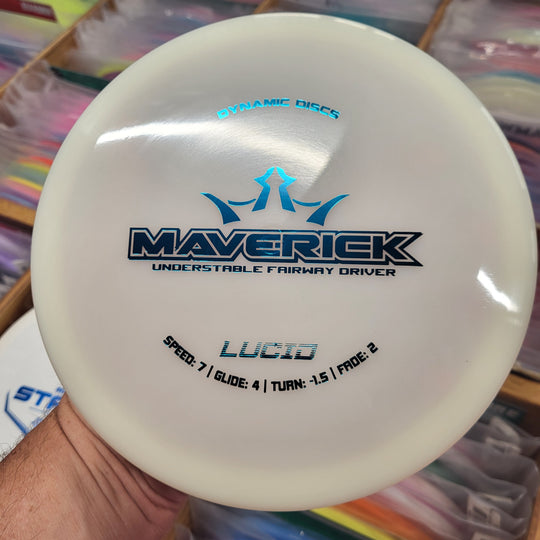 DYNAMIC DISCS
MAVERICK
UNDERSTABLE FAIRWAY DRIVER
LUCID
SPEED: 7 | GLIDE: 4 | TURN: -1.5 | FADE: 2